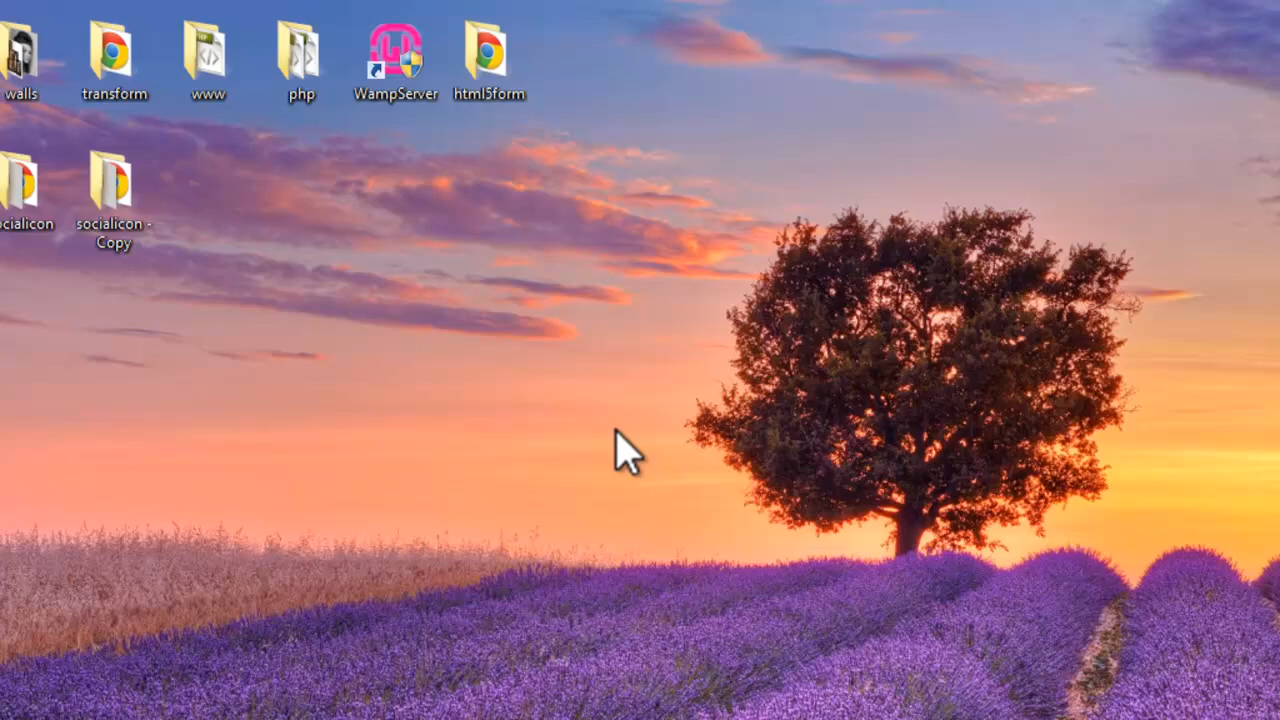 walls
transform
www
php
WampServer
html5form
ocialicon
socialicon -
Copy